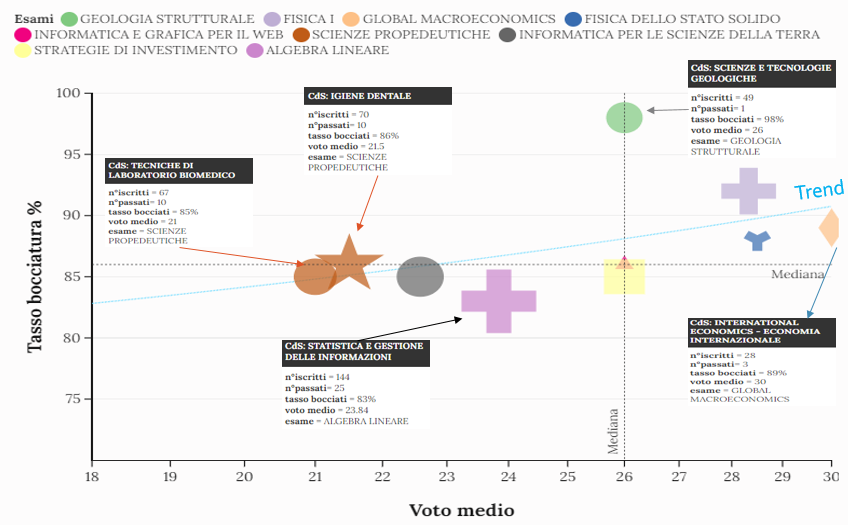 Esami GEOLOGIA STRUTTURALE FISICA I GLOBAL MACROECONOMICS FISICA DELLO STATO SOLIDO
INFORMATICA E GRAFICA PER IL WEB SCIENZE PROPEDEUTICHE INFORMATICA PER LE SCIENZE DELLA TERRA
STRATEGIE DI INVESTIMENTO ALGEBRA LINEARE
CdS: SCIENZE E TECNOLOGIE
GEOLOGICHE
n°iscritti = 49
n°passati= 1
tasso bocciati = 98%
voto medio = 26
esame = GEOLOGIA
STRUTTURALE
CdS: IGIENE DENTALE
n°iscritti = 70
n°passati= 10
tasso bocciati = 86%
voto medio = 21.5
esame = SCIENZE
PROPEDEUTICHE
CdS: TECNICHE DI
LABORATORIO BIOMEDICO
n°iscritti = 67
n°passati= 10
tasso bocciati = 85%
voto medio = 21
esame = SCIENZE
PROPEDEUTICHE
Trend
Mediana
CdS: STATISTICA E GESTIONE
DELLE INFORMAZIONI
n°iscritti = 144
n°passati= 25
tasso bocciati = 83%
voto medio = 23.84
esame = ALGEBRA LINEARE
CdS: INTERNATIONAL
ECONOMICS - ECONOMIA
INTERNAZIONALE
n°iscritti = 28
n°passati= 3
tasso bocciati = 89%
voto medio = 30
esame = GLOBAL
MACROECONOMICS
Mediana
Tasso bocciatura %
100
95
90
85
80
75
18 19 20 21 22 23 24 25 26 27 28 29 30
Voto medio